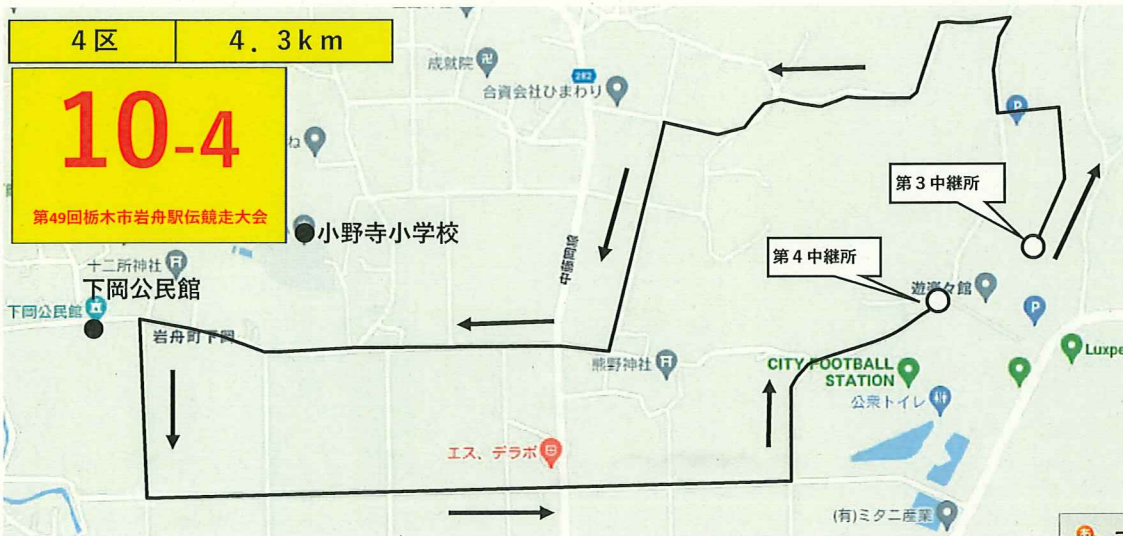 4区 4.3km
10-4
第49回栃木市岩舟駅伝競走大会
成就院
282
合資会社ひまわり
ね
小野寺小学校
十二所神社
下岡公民館
下岡公民館
岩舟町下岡
中藤岡線
第3中継所
第4中継所
遊楽々館
P
P
熊野神社
CITY FOOTBALL
STATION
Luxpe
公衆トイレ
エス、デラボ
(有)ミタニ産業